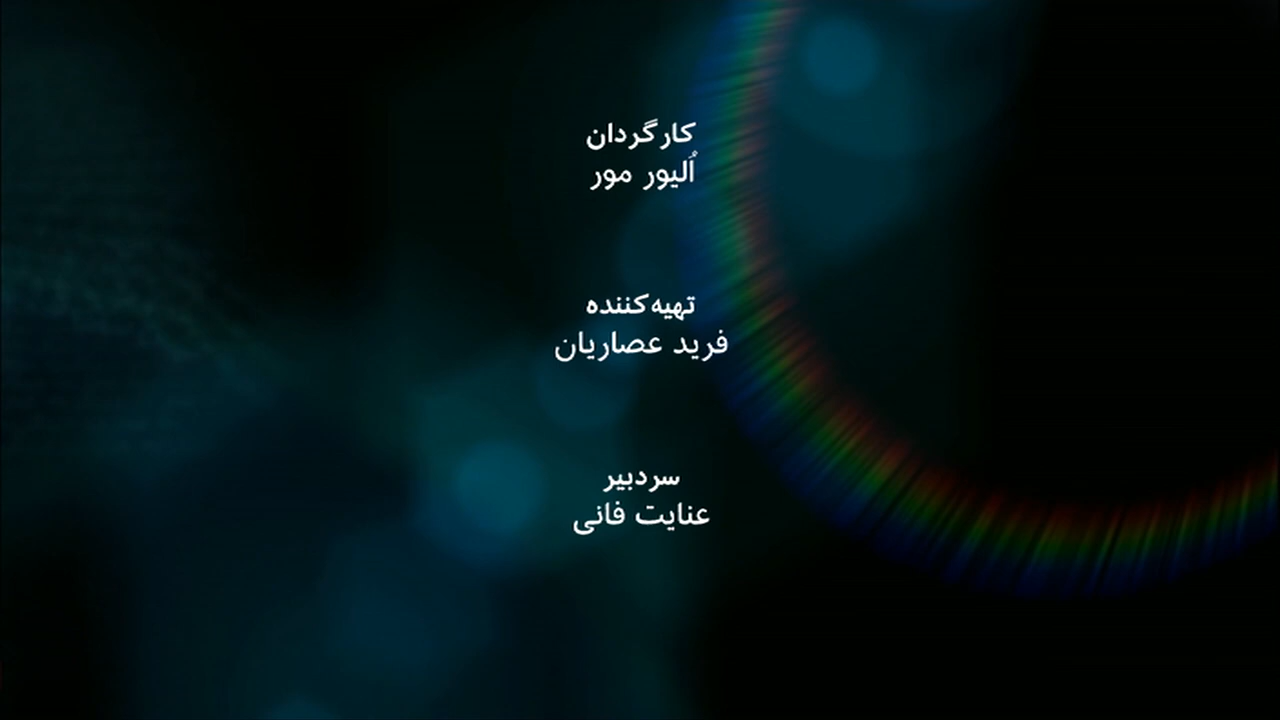 کارگردان
اُلیور مور
تهیه‌کننده
فرید عصاریان
سردبیر
عنایت فانی